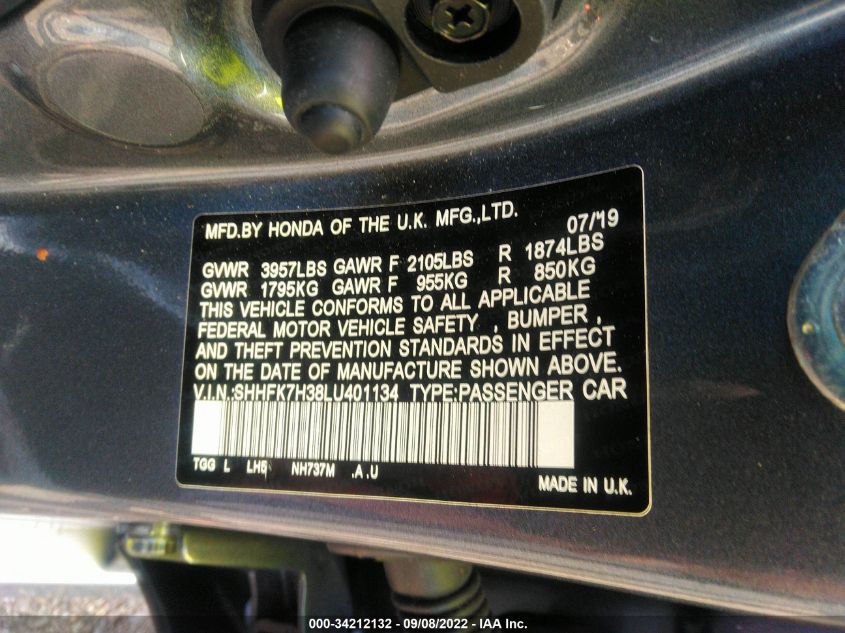 MFD.BY HONDA OF THE U.K. MFG.,LTD. 07/19
GVWR 3957LBS GAWR F 2105LBS R 1874LBS
GVWR 1795KG GAWR F 955KG R 850KG
THIS VEHICLE CONFORMS TO ALL APPLICABLE
FEDERAL MOTOR VEHICLE SAFETY , BUMPER ,
AND THEFT PREVENTION STANDARDS IN EFFECT
ON THE DATE OF MANUFACTURE SHOWN ABOVE.
V.I.N.:SHHFK7H38LU401134 TYPE:PASSENGER CAR
TGG L NH737M .A ,U
MADE IN U.K.
000-34212132 - 09/08/2022 - IAA Inc.